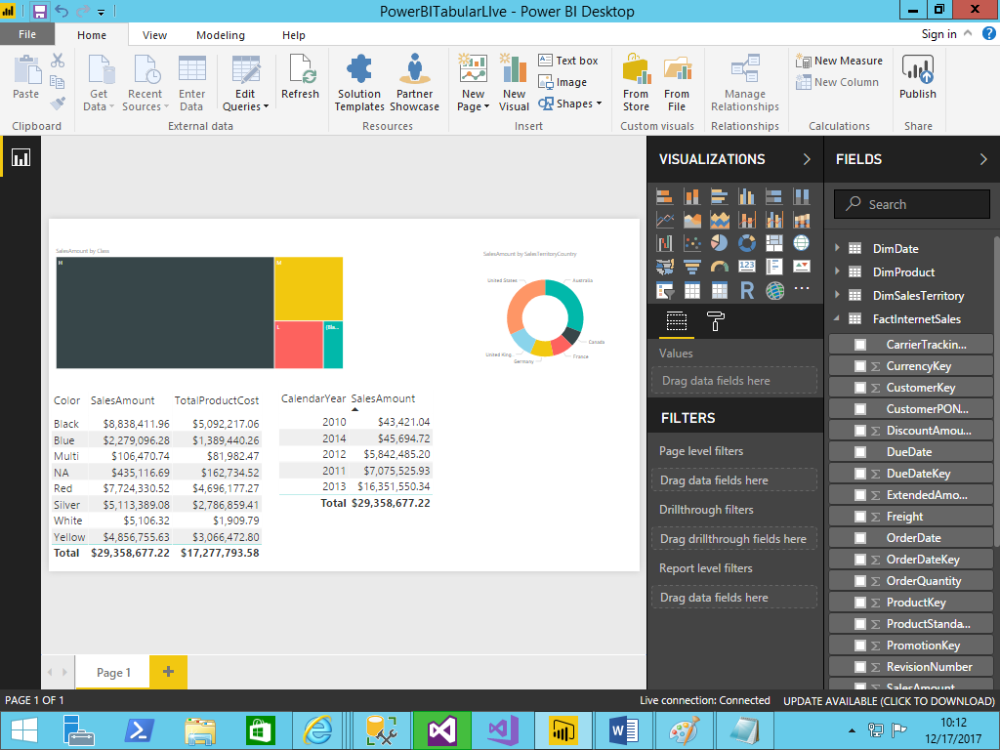 PowerBITabularLIve - Power BI Desktop
File Home View Modeling Help Sign in
Paste
Get Data
Recent Sources
Enter Data
Edit Queries
Refresh
Solution Templates
Partner Showcase
New Page
New Visual
Text box
Image
Shapes
From Store
From File
Manage Relationships
New Measure
New Column
Publish
Clipboard External data Resources Insert Custom visuals Relationships Calculations Share
SalesAmount by Class
H
M
L
(Bla...
SalesAmount by SalesTerritoryCountry
United States
Australia
Canada
France
Germany
United King...
Color SalesAmount TotalProductCost
Black $8,838,411.96 $5,092,217.06
Blue $2,279,096.28 $1,389,440.26
Multi $106,470.74 $81,982.47
NA $435,116.69 $162,734.52
Red $7,724,330.52 $4,696,177.27
Silver $5,113,389.08 $2,786,859.41
White $5,106.32 $1,909.79
Yellow $4,856,755.63 $3,066,472.80
Total $29,358,677.22 $17,277,793.58
CalendarYear SalesAmount
2010 $43,421.04
2014 $45,694.72
2012 $5,842,485.20
2011 $7,075,525.93
2013 $16,351,550.34
Total $29,358,677.22
VISUALIZATIONS
123
R
Values
Drag data fields here
FILTERS
Page level filters
Drag data fields here
Drillthrough filters
Drag drillthrough fields here
Report level filters
Drag data fields here
FIELDS
Search
DimDate
DimProduct
DimSalesTerritory
FactInternetSales
CarrierTrackin...
CurrencyKey
CustomerKey
CustomerPON...
DiscountAmou...
DueDate
DueDateKey
ExtendedAmo...
Freight
OrderDate
OrderDateKey
OrderQuantity
ProductKey
ProductStanda...
PromotionKey
RevisionNumber
SalesAmount
Page 1
PAGE 1 OF 1
Live connection: Connected UPDATE AVAILABLE (CLICK TO DOWNLOAD)
10:12
12/17/2017